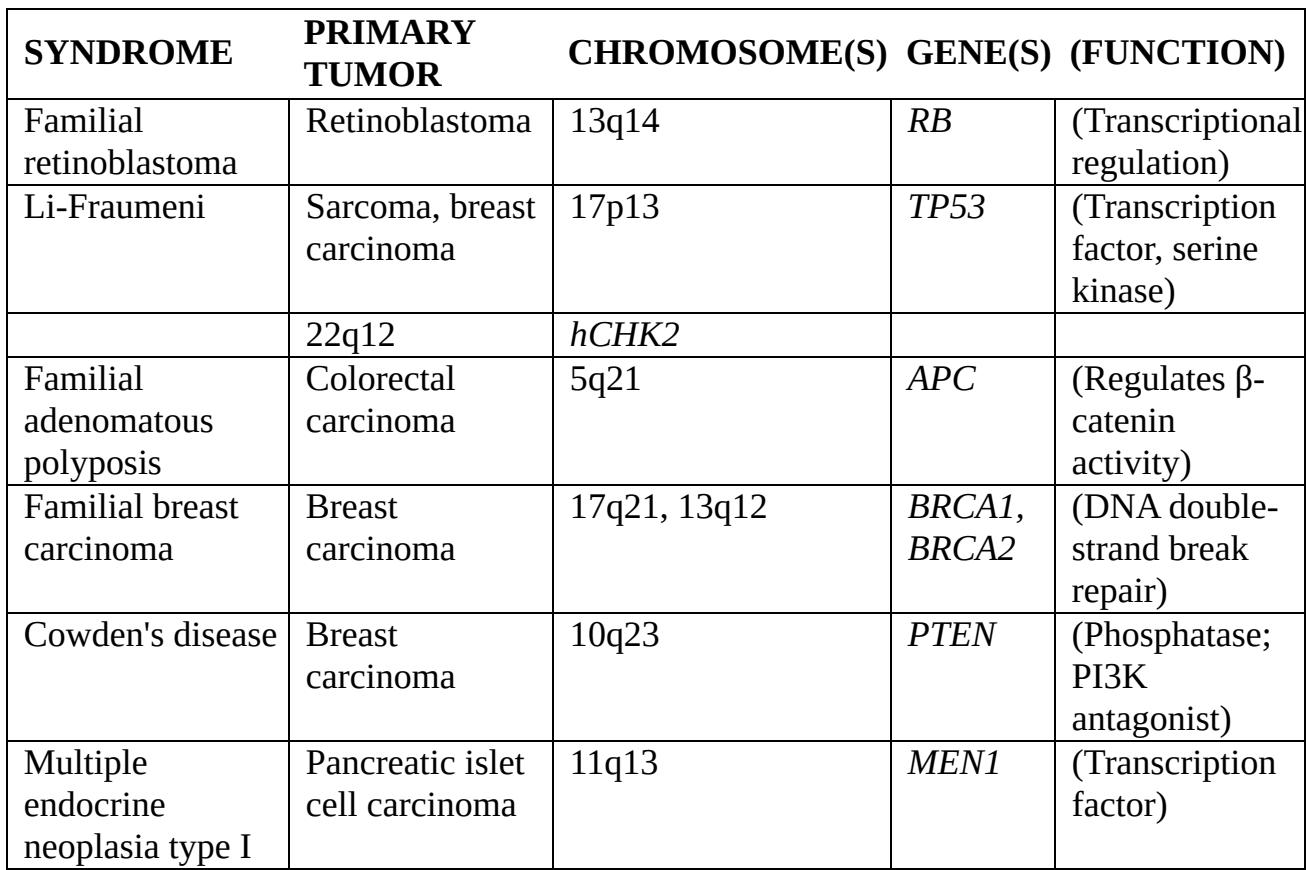 SYNDROME PRIMARY TUMOR CHROMOSOME(S) GENE(S) (FUNCTION)
Familial retinoblastoma Retinoblastoma 13q14 RB (Transcriptional regulation)
Li-Fraumeni Sarcoma, breast carcinoma 17p13 TP53 (Transcription factor, serine kinase)
22q12 hCHK2
Familial adenomatous polyposis Colorectal carcinoma 5q21 APC (Regulates β-catenin activity)
Familial breast carcinoma Breast carcinoma 17q21, 13q12 BRCA1, BRCA2 (DNA double-strand break repair)
Cowden's disease Breast carcinoma 10q23 PTEN (Phosphatase; PI3K antagonist)
Multiple endocrine neoplasia type I Pancreatic islet cell carcinoma 11q13 MEN1 (Transcription factor)